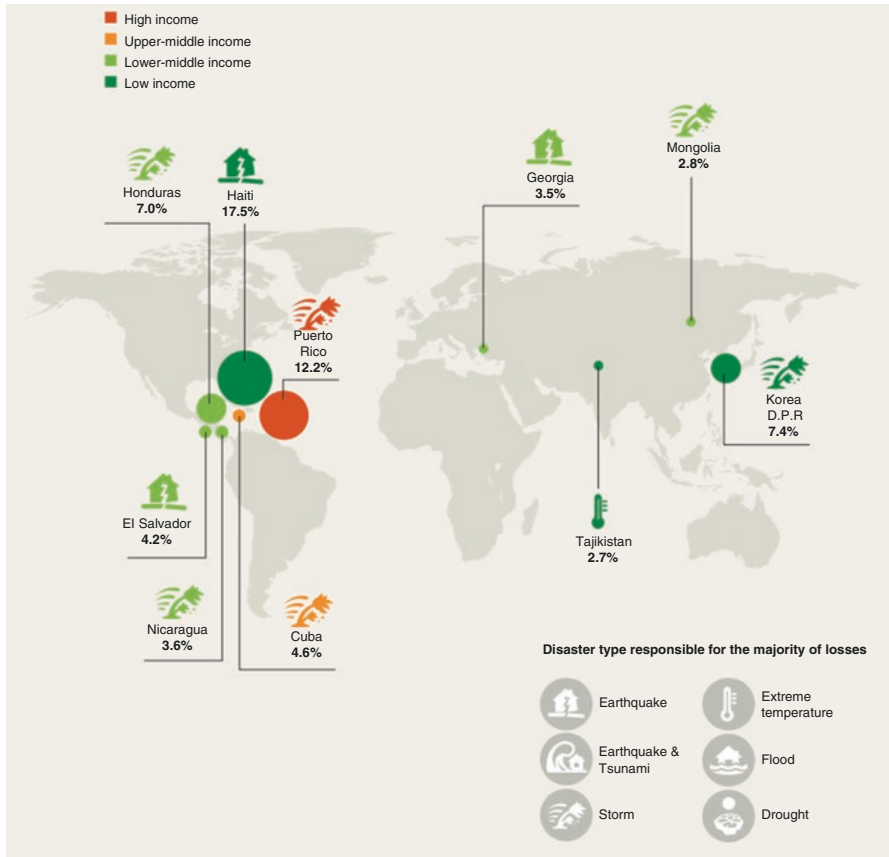 High income
Upper-middle income
Lower-middle income
Low income
Honduras
7.0%
Haiti
17.5%
Georgia
3.5%
Mongolia
2.8%
Puerto
Rico
12.2%
Korea
D.P.R
7.4%
El Salvador
4.2%
Tajikistan
2.7%
Nicaragua
3.6%
Cuba
4.6%
Disaster type responsible for the majority of losses
Earthquake
Extreme
temperature
Earthquake &
Tsunami
Flood
Storm
Drought